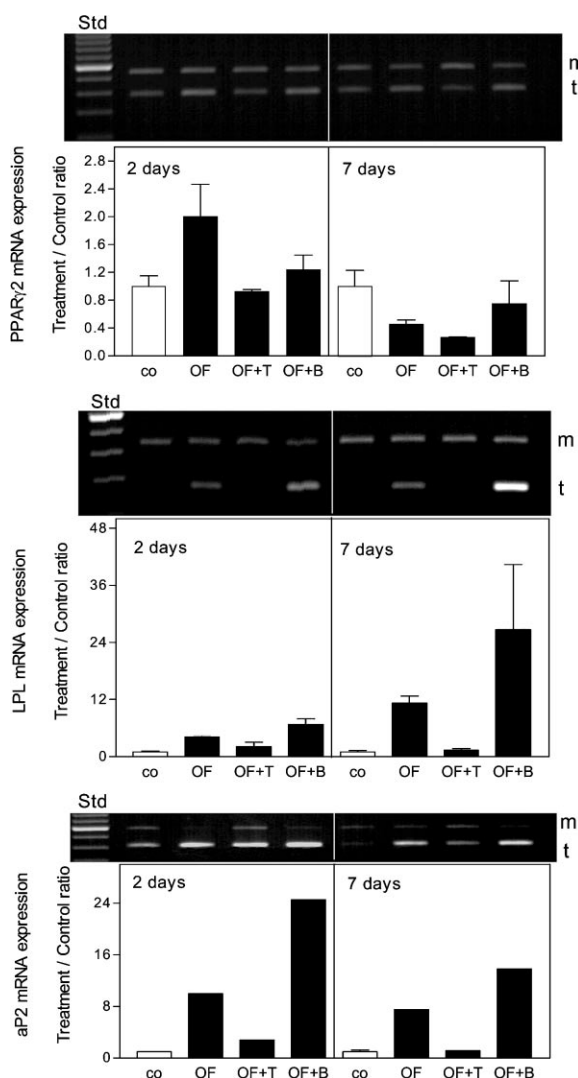 Std
m
t
PPARγ2 mRNA expression
Treatment / Control ratio
2.8
2.4
2.0
1.6
1.2
0.8
0.4
0.0
2 days
7 days
co OF OF+T OF+B co OF OF+T OF+B
Std
m
t
LPL mRNA expression
Treatment / Control ratio
48
36
24
12
0
2 days
7 days
co OF OF+T OF+B co OF OF+T OF+B
Std
m
t
aP2 mRNA expression
Treatment / Control ratio
24
16
8
0
2 days
7 days
co OF OF+T OF+B co OF OF+T OF+B